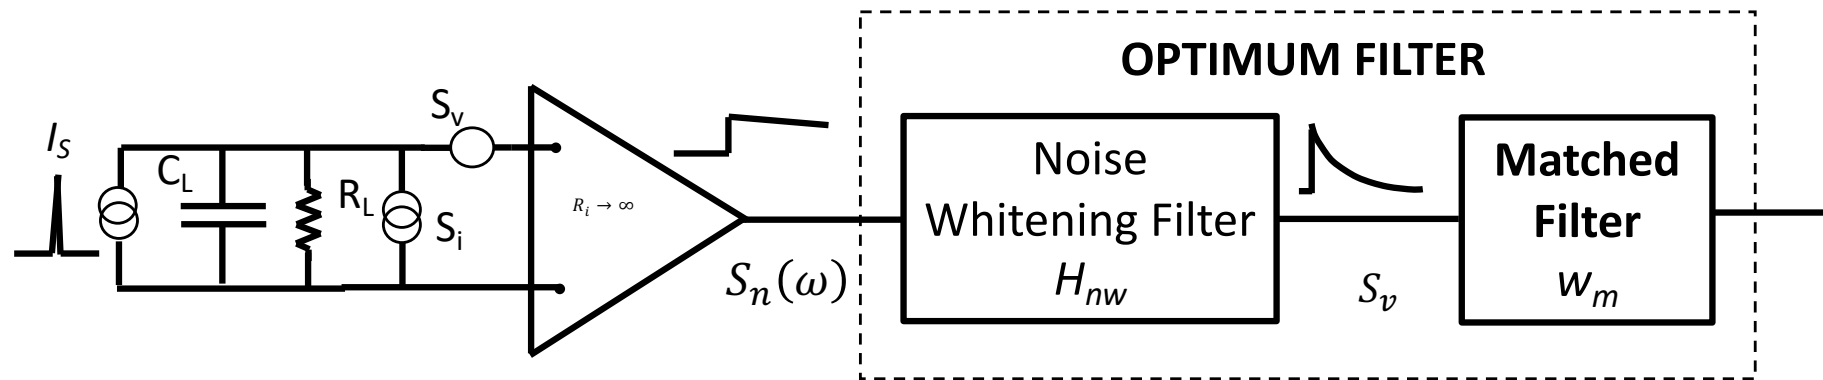 OPTIMUM FILTER
I_S
C_L
R_L
S_i
S_v
R_i → ∞
S_n(ω)
Noise
Whitening Filter
H_nw
S_v
Matched
Filter
w_m